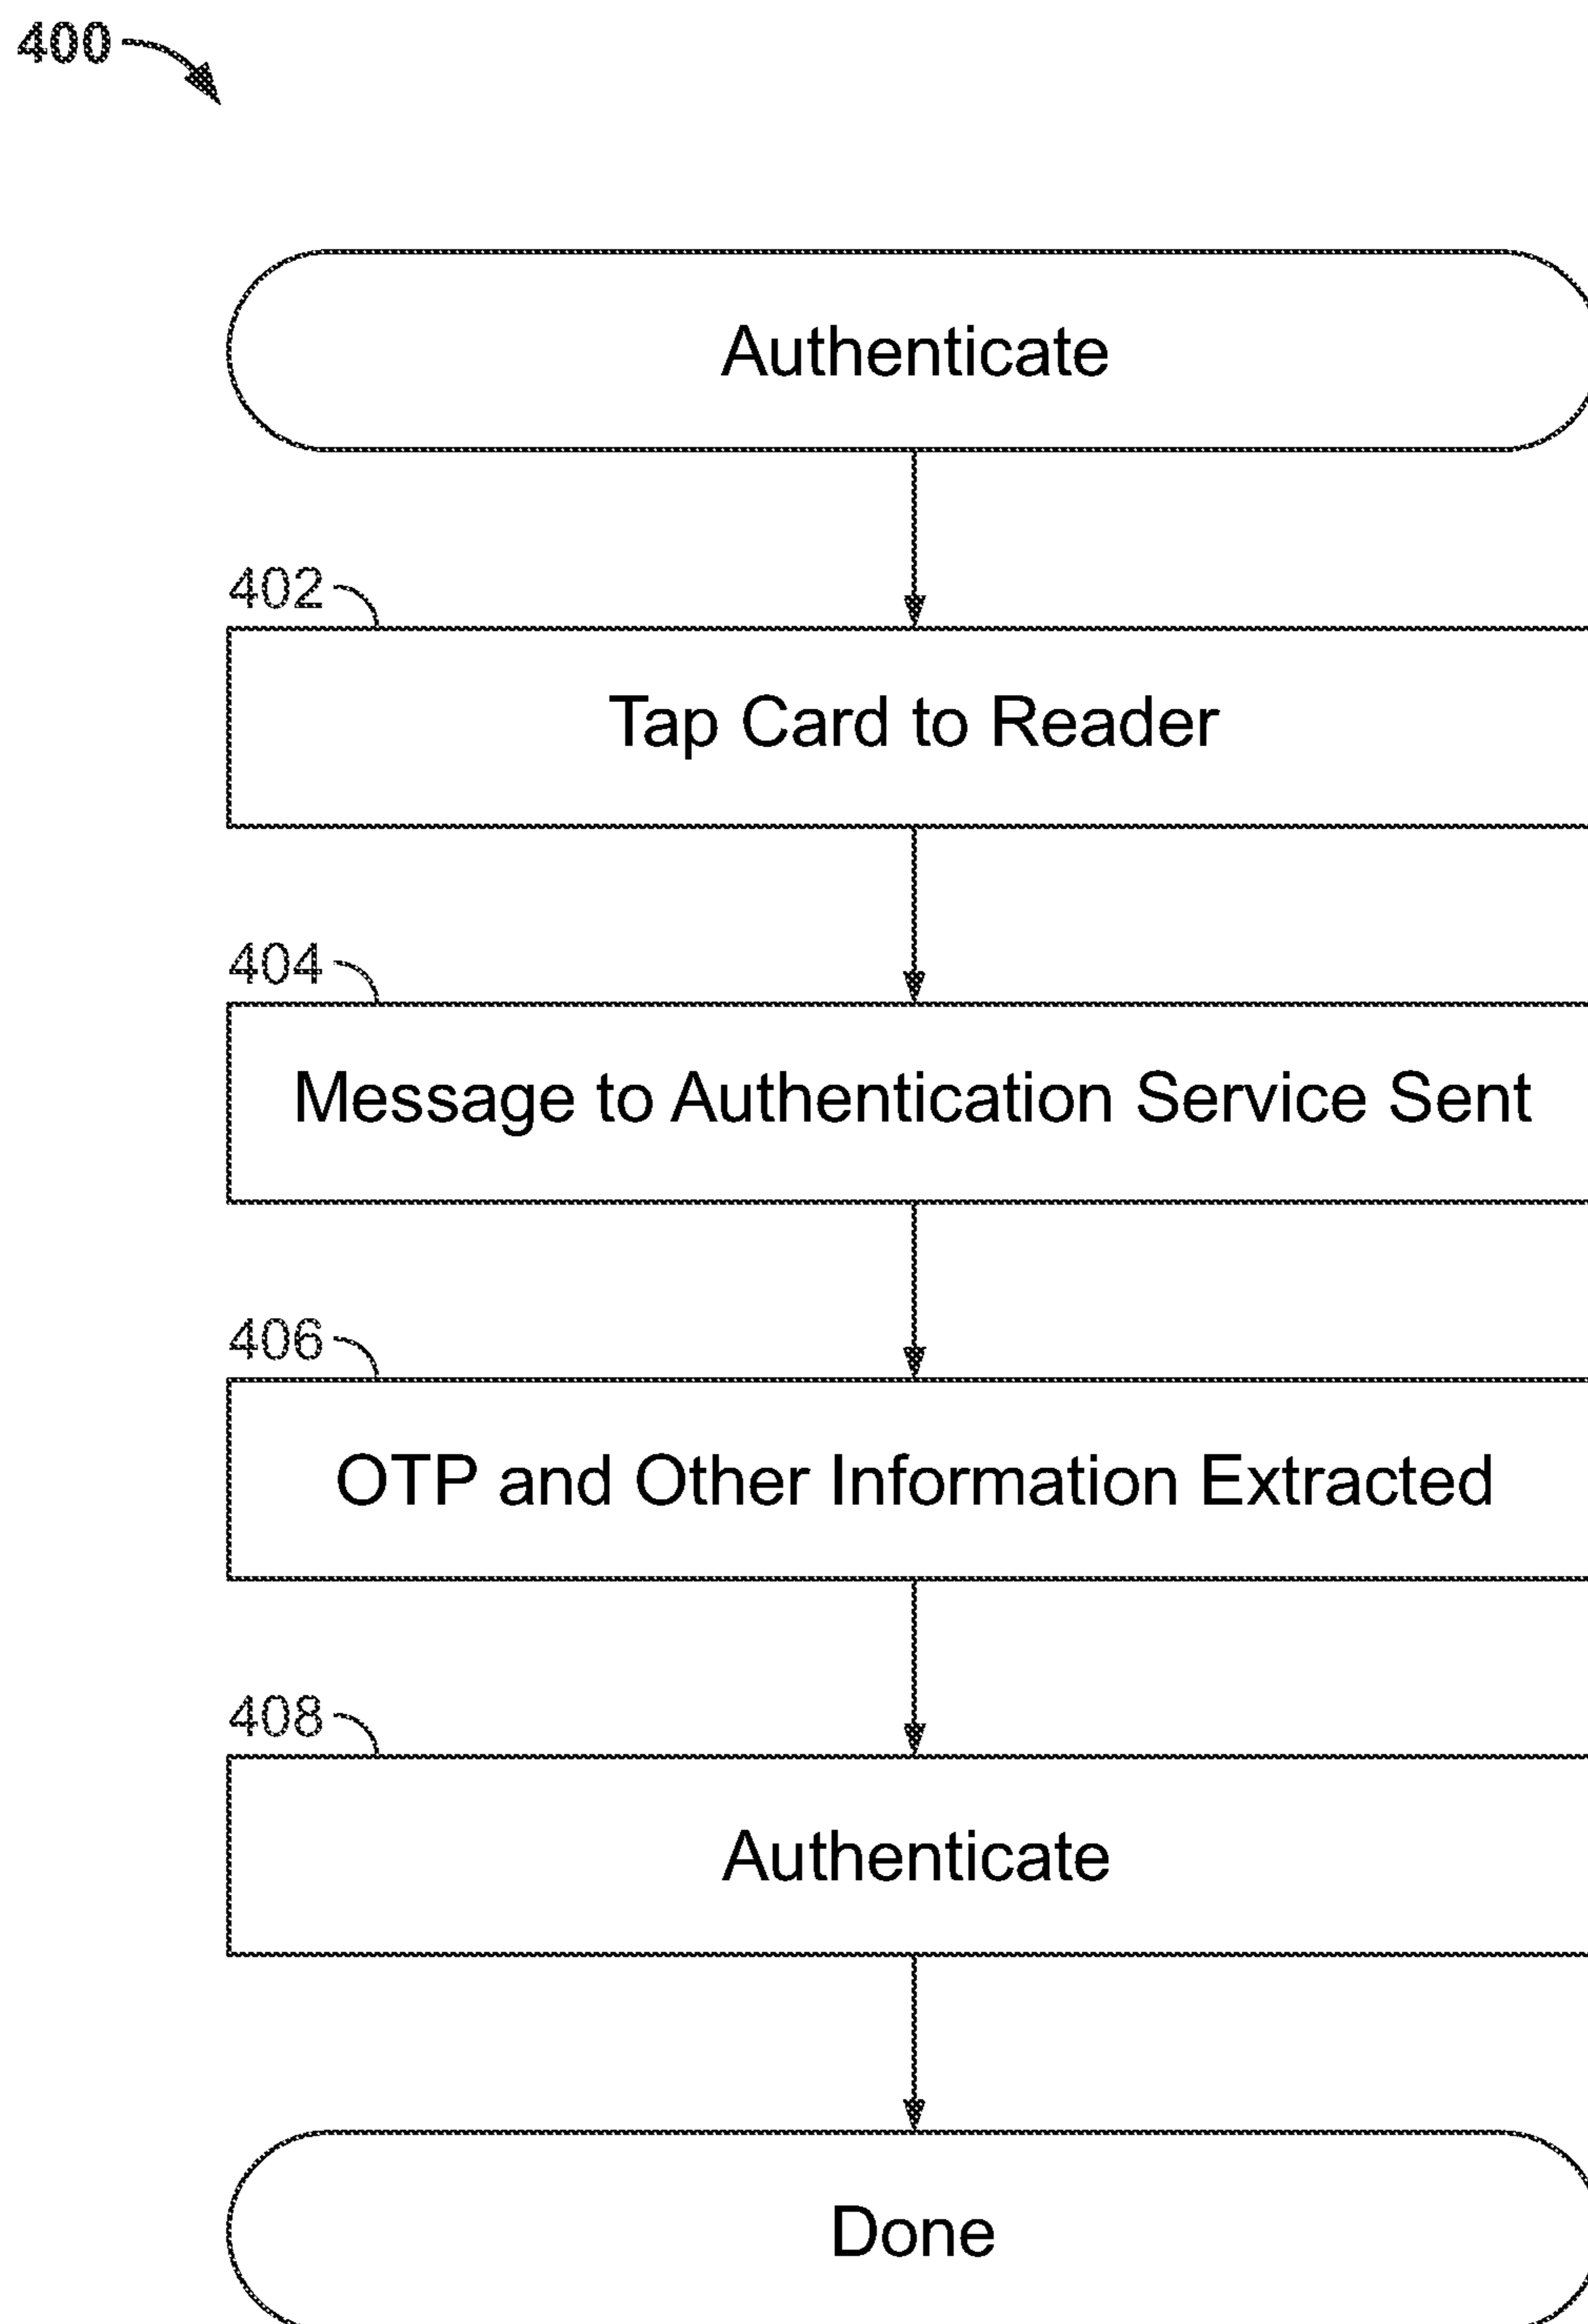 400
Authenticate
402
Tap Card to Reader
404
Message to Authentication Service Sent
406
OTP and Other Information Extracted
408
Authenticate
Done